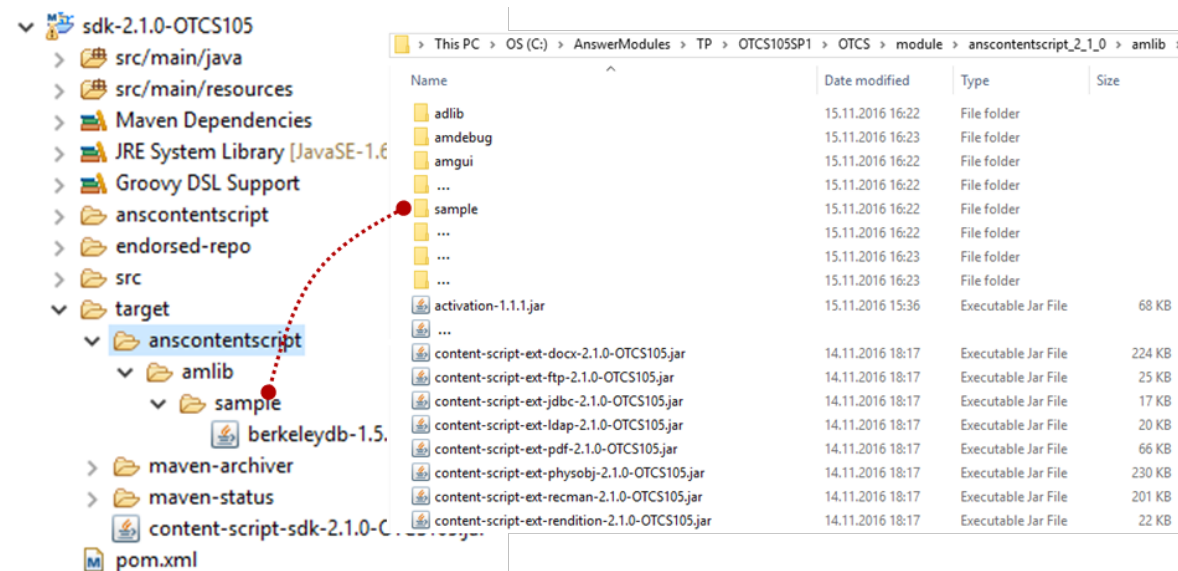 sdk-2.1.0-OTCS105
src/main/java
src/main/resources
Maven Dependencies
JRE System Library [JavaSE-1.6
Groovy DSL Support
anscontentscript
endorsed-repo
src
target
anscontentscript
amlib
sample
berkeleydb-1.5.
maven-archiver
maven-status
content-script-sdk-2.1.0-OTCS105.jar
pom.xml
This PC > OS (C:) > AnswerModules > TP > OTCS105SP1 > OTCS > module > anscontentscript_2_1_0 > amlib >
Name Date modified Type Size
adlib 15.11.2016 16:22 File folder
amdebug 15.11.2016 16:23 File folder
amgui 15.11.2016 16:22 File folder
... 15.11.2016 16:22 File folder
sample 15.11.2016 16:22 File folder
... 15.11.2016 16:22 File folder
... 15.11.2016 16:23 File folder
... 15.11.2016 16:23 File folder
activation-1.1.1.jar 15.11.2016 15:36 Executable Jar File 68 KB
...
content-script-ext-docx-2.1.0-OTCS105.jar 14.11.2016 18:17 Executable Jar File 224 KB
content-script-ext-ftp-2.1.0-OTCS105.jar 14.11.2016 18:17 Executable Jar File 25 KB
content-script-ext-jdbc-2.1.0-OTCS105.jar 14.11.2016 18:17 Executable Jar File 17 KB
content-script-ext-ldap-2.1.0-OTCS105.jar 14.11.2016 18:17 Executable Jar File 20 KB
content-script-ext-pdf-2.1.0-OTCS105.jar 14.11.2016 18:17 Executable Jar File 66 KB
content-script-ext-physobj-2.1.0-OTCS105.jar 14.11.2016 18:17 Executable Jar File 230 KB
content-script-ext-recman-2.1.0-OTCS105.jar 14.11.2016 18:17 Executable Jar File 201 KB
content-script-ext-rendition-2.1.0-OTCS105.jar 14.11.2016 18:17 Executable Jar File 22 KB